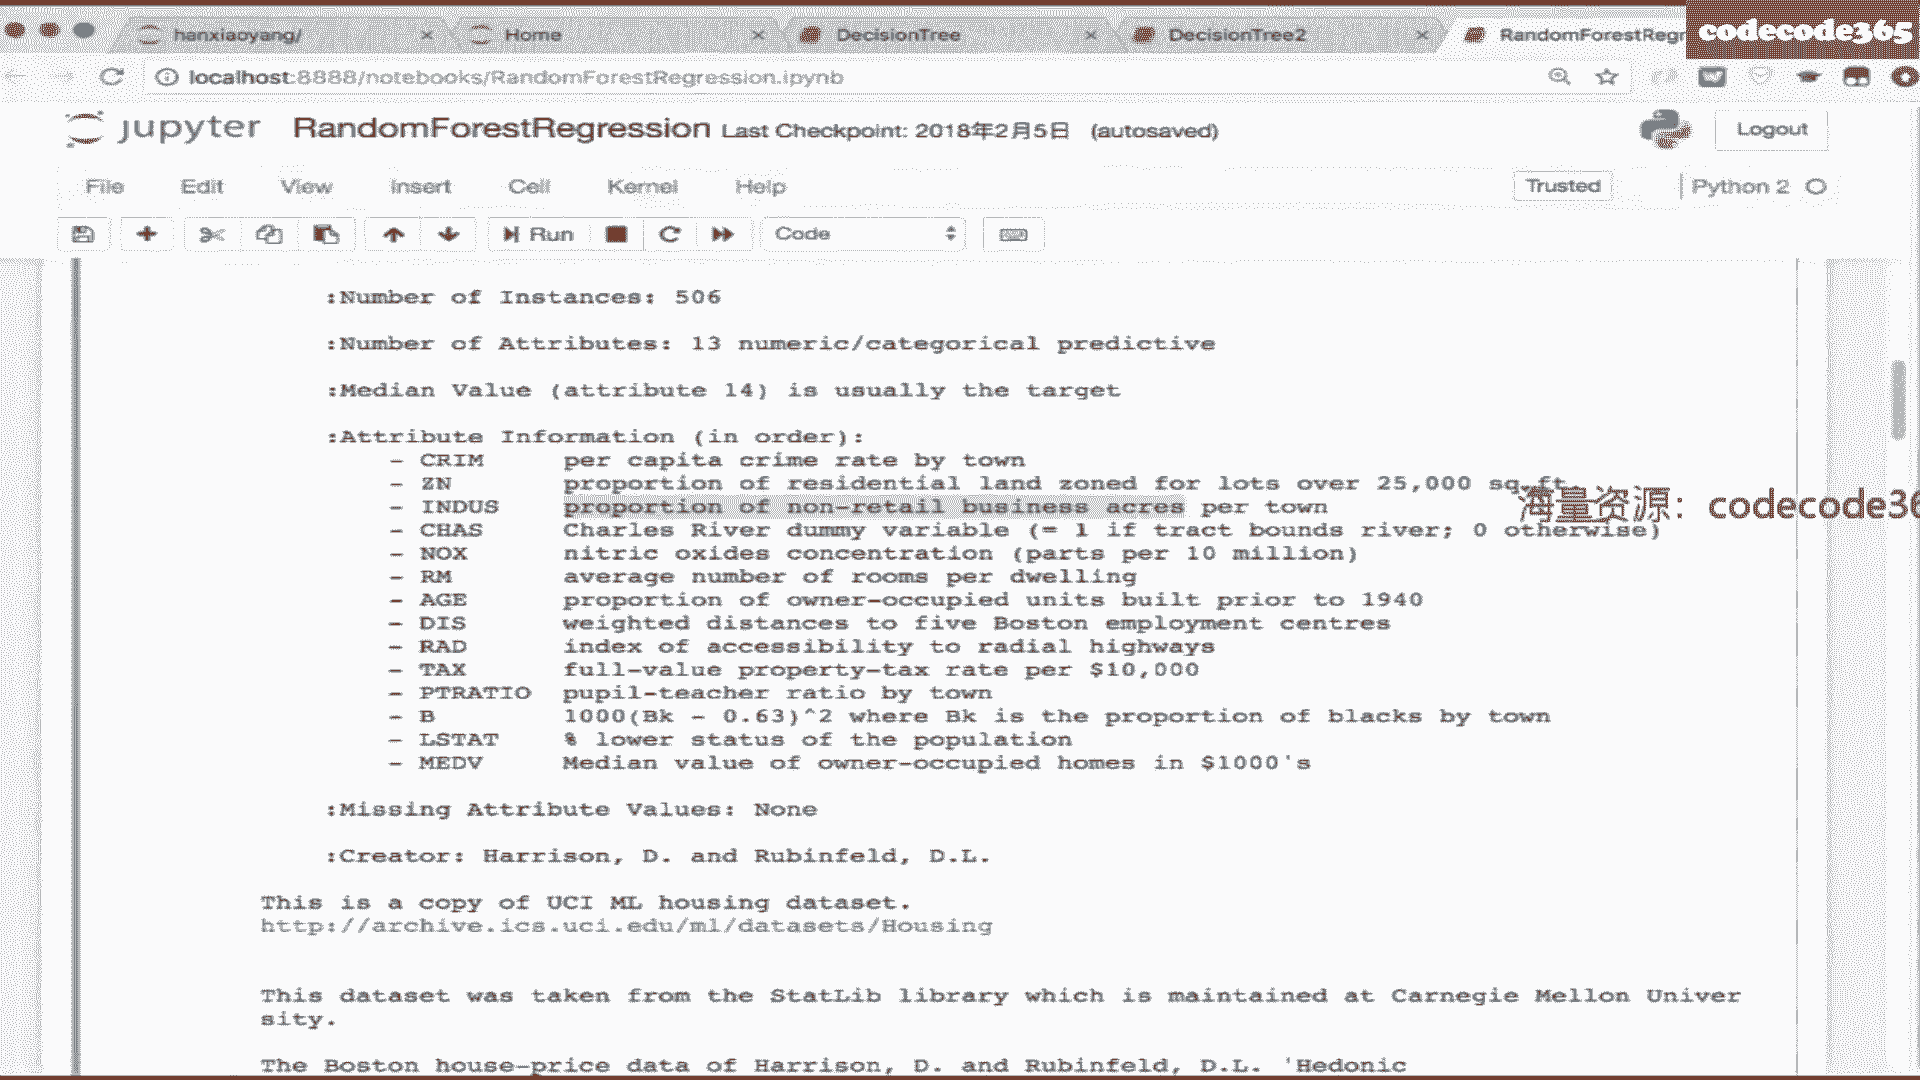 hanxiaoyang/
Home
DecisionTree
DecisionTree2
RandomForestRegr
codecode365
localhost:8888/notebooks/RandomForestRegression.ipynb
jupyter RandomForestRegression Last Checkpoint: 2018年2月5日 (autosaved)
Logout
File Edit View Insert Cell Kernel Help
Trusted
Python 2
Run
Code
:Number of Instances: 506
:Number of Attributes: 13 numeric/categorical predictive
:Median Value (attribute 14) is usually the target
:Attribute Information (in order):
- CRIM per capita crime rate by town
- ZN proportion of residential land zoned for lots over 25,000 sq.ft.
- INDUS proportion of non-retail business acres per town
海量资源：codecode36
- CHAS Charles River dummy variable (= 1 if tract bounds river; 0 otherwise)
- NOX nitric oxides concentration (parts per 10 million)
- RM average number of rooms per dwelling
- AGE proportion of owner-occupied units built prior to 1940
- DIS weighted distances to five Boston employment centres
- RAD index of accessibility to radial highways
- TAX full-value property-tax rate per $10,000
- PTRATIO pupil-teacher ratio by town
- B 1000(Bk - 0.63)^2 where Bk is the proportion of blacks by town
- LSTAT % lower status of the population
- MEDV Median value of owner-occupied homes in $1000's
:Missing Attribute Values: None
:Creator: Harrison, D. and Rubinfeld, D.L.
This is a copy of UCI ML housing dataset.
http://archive.ics.uci.edu/ml/datasets/Housing
This dataset was taken from the StatLib library which is maintained at Carnegie Mellon Univer
sity.
The Boston house-price data of Harrison, D. and Rubinfeld, D.L. 'Hedonic